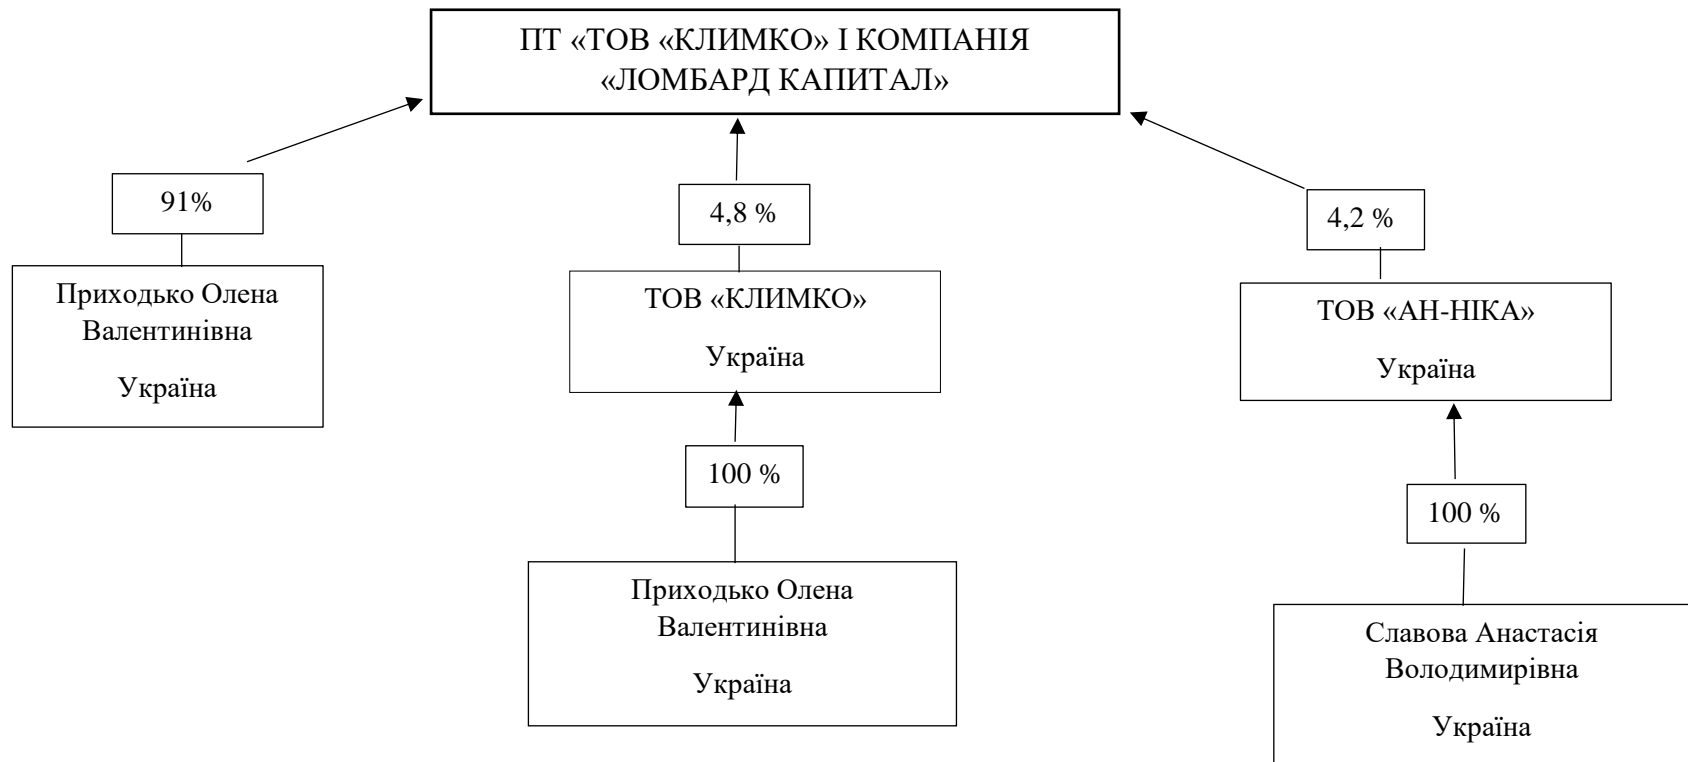 ПТ «ТОВ «КЛИМКО» І КОМПАНІЯ
«ЛОМБАРД КАПИТАЛ»
91%
4,8 %
4,2 %
Приходько Олена
Валентинівна
Україна
ТОВ «КЛИМКО»
Україна
ТОВ «АН-НІКА»
Україна
100 %
100 %
Приходько Олена
Валентинівна
Україна
Славова Анастасія
Володимирівна
Україна